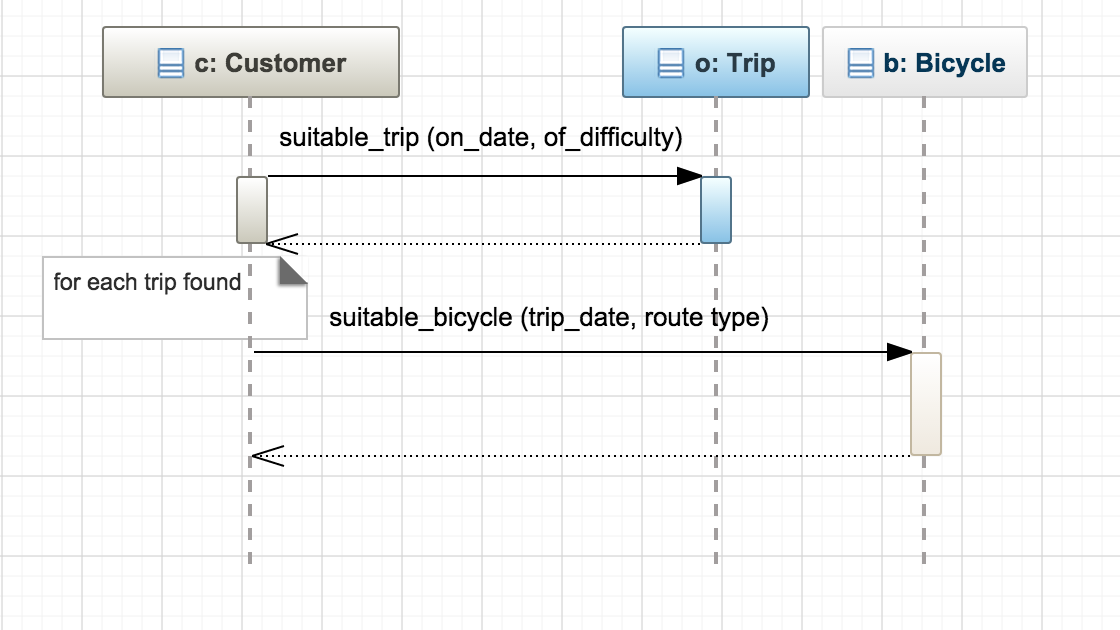 c: Customer
o: Trip
b: Bicycle
suitable_trip (on_date, of_difficulty)
for each trip found
suitable_bicycle (trip_date, route type)